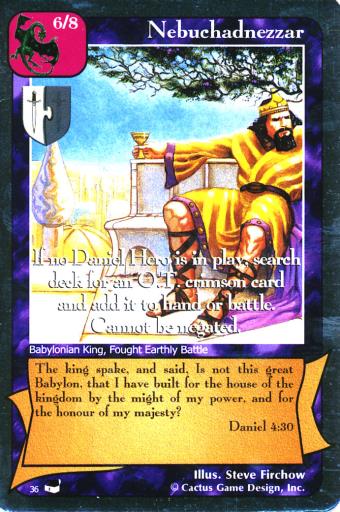 6/8
Nebuchadnezzar
If no Daniel Hero is in play, search
deck for an O.T. crimson card
and add it to hand or battle.
Cannot be negated.
Babylonian King, Fought Earthly Battle
The king spake, and said, Is not this great
Babylon, that I have built for the house of the
kingdom by the might of my power, and for
the honour of my majesty?
Daniel 4:30
Illus. Steve Firchow
36
© Cactus Game Design, Inc.